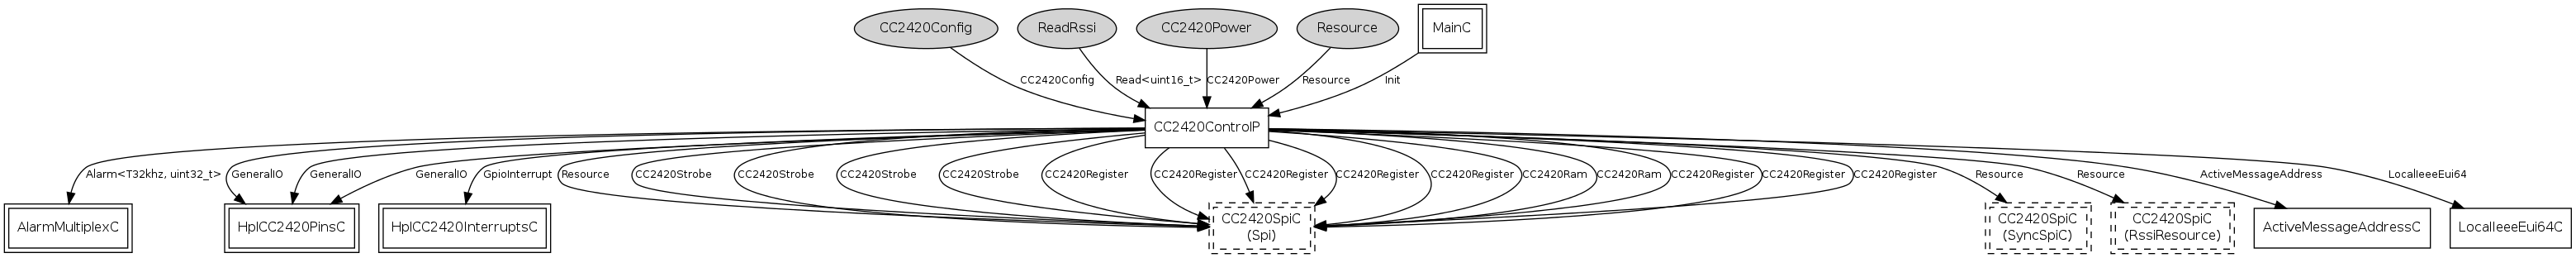 CC2420Config
ReadRssi
CC2420Power
Resource
MainC
CC2420Config
Read<uint16_t>
CC2420Power
Resource
Init
CC2420ControlP
Alarm<T32khz, uint32_t>
GeneralIO
GeneralIO
GeneralIO
GpioInterrupt
Resource
CC2420Strobe
CC2420Strobe
CC2420Strobe
CC2420Strobe
CC2420Register
CC2420Register
CC2420Register
CC2420Register
CC2420Register
CC2420Ram
CC2420Ram
CC2420Register
CC2420Register
CC2420Register
Resource
Resource
ActiveMessageAddress
LocalIeeeEui64
AlarmMultiplexC
HplCC2420PinsC
HplCC2420InterruptsC
CC2420SpiC
(Spi)
CC2420SpiC
(SyncSpiC)
CC2420SpiC
(RssiResource)
ActiveMessageAddressC
LocalIeeeEui64C